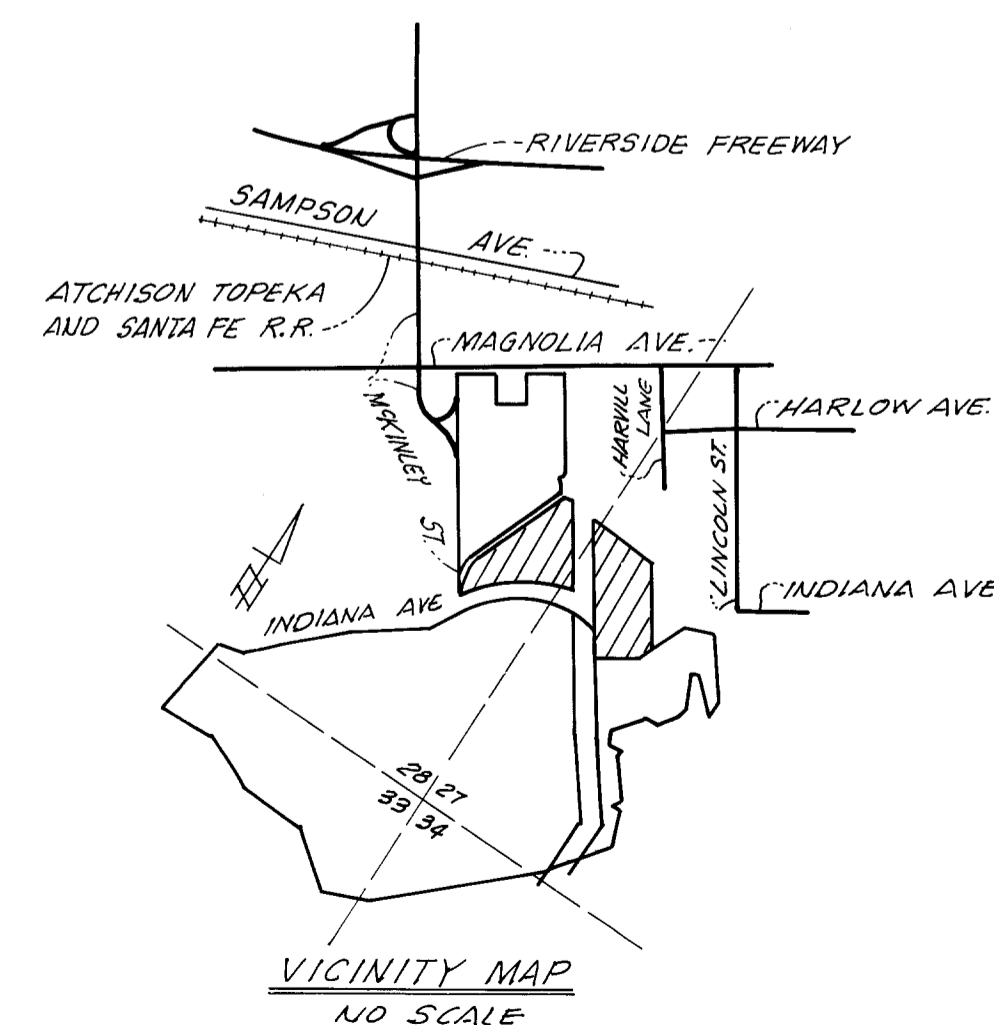 RIVERSIDE FREEWAY
SAMPSON AVE.
ATCHISON TOPEKA
AND SANTA FE R.R.
MAGNOLIA AVE.
McKINLEY ST.
HARVILL
LANE
HARLOW AVE.
LINCOLN ST.
INDIANA AVE
INDIANA AVE
28 27
33 34
VICINITY MAP
NO SCALE